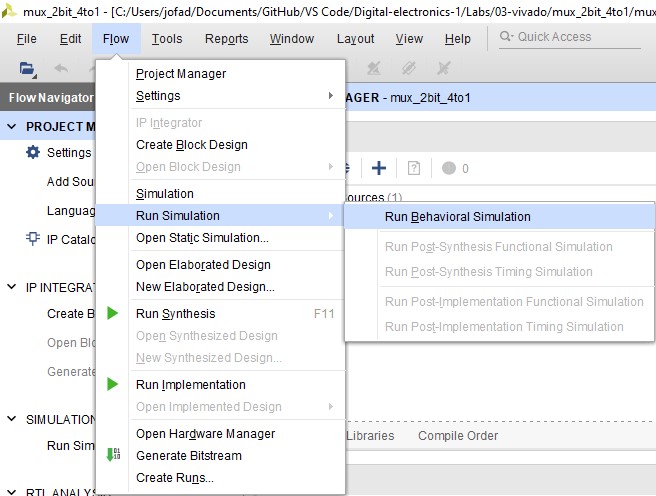 mux_2bit_4to1 - [C:/Users/jofad/Documents/GitHub/VS Code/Digital-electronics-1/Labs/03-vivado/mux_2bit_4to1/mux
File Edit Flow Tools Reports Window Layout View Help Quick Access
Flow Navigator
AGER - mux_2bit_4to1
PROJECT M
Settings
Add Sou
Languag
IP Catalo
IP INTEGRAT
Create B
Open Blo
Generate
SIMULATION
Run Sim
RTL ANALYSIS
Project Manager
Settings
IP Integrator
Create Block Design
Open Block Design
Simulation
Run Simulation
Open Static Simulation...
Open Elaborated Design
New Elaborated Design...
Run Synthesis F11
Open Synthesized Design
New Synthesized Design...
Run Implementation
Open Implemented Design
Open Hardware Manager
Generate Bitstream
Create Runs...
0
ources (1)
Run Behavioral Simulation
Run Post-Synthesis Functional Simulation
Run Post-Synthesis Timing Simulation
Run Post-Implementation Functional Simulation
Run Post-Implementation Timing Simulation
Libraries Compile Order